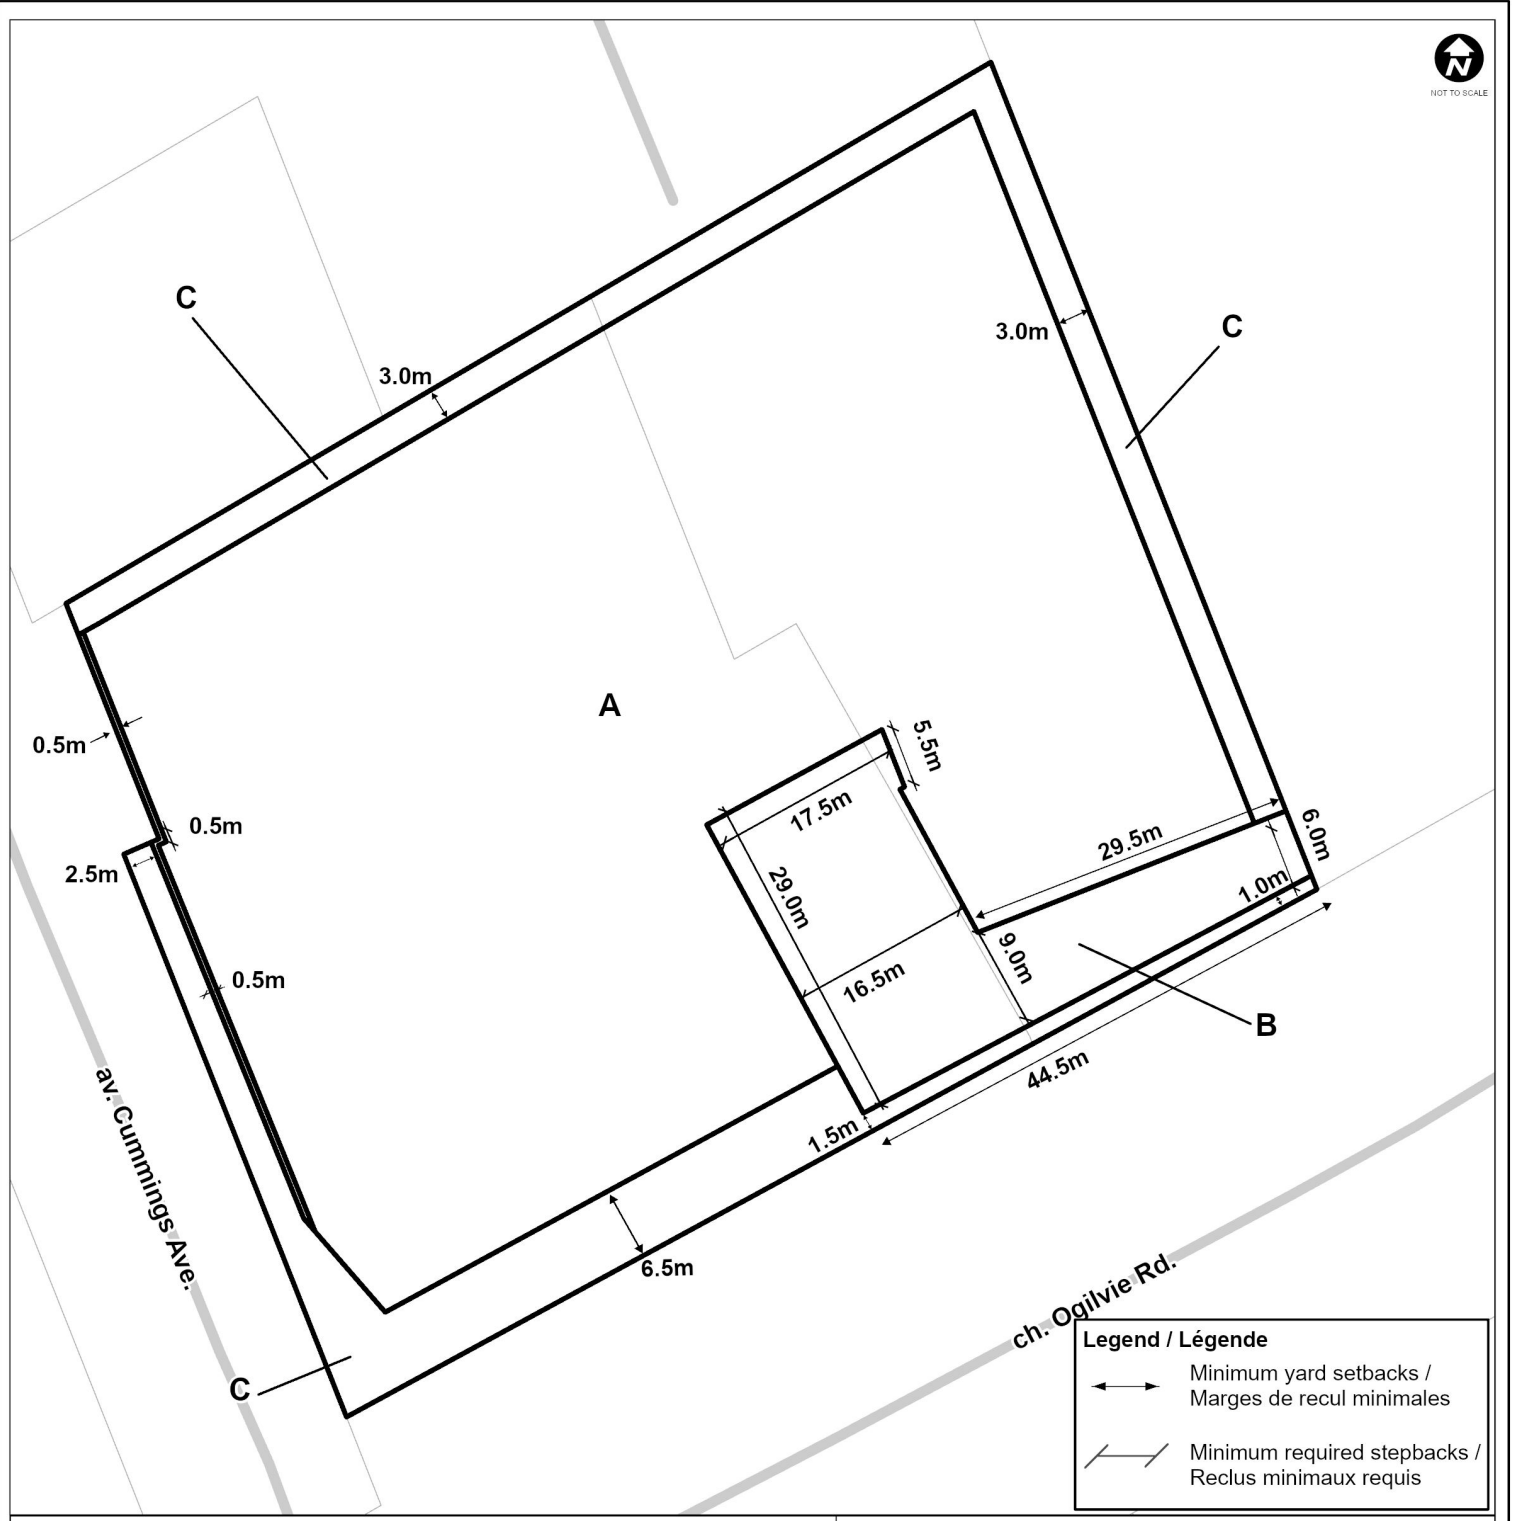 N
NOT TO SCALE
C
C
3.0m
3.0m
A
0.5m
5.5m
17.5m
0.5m
29.5m
6.0m
2.5m
29.0m
1.0m
9.0m
0.5m
16.5m
B
44.5m
1.5m
av. Cummings Ave.
6.5m
ch. Ogilvie Rd.
C
Legend / Légende
Minimum yard setbacks /
Marges de recul minimales
Minimum required stepbacks /
Reclus minimaux requis